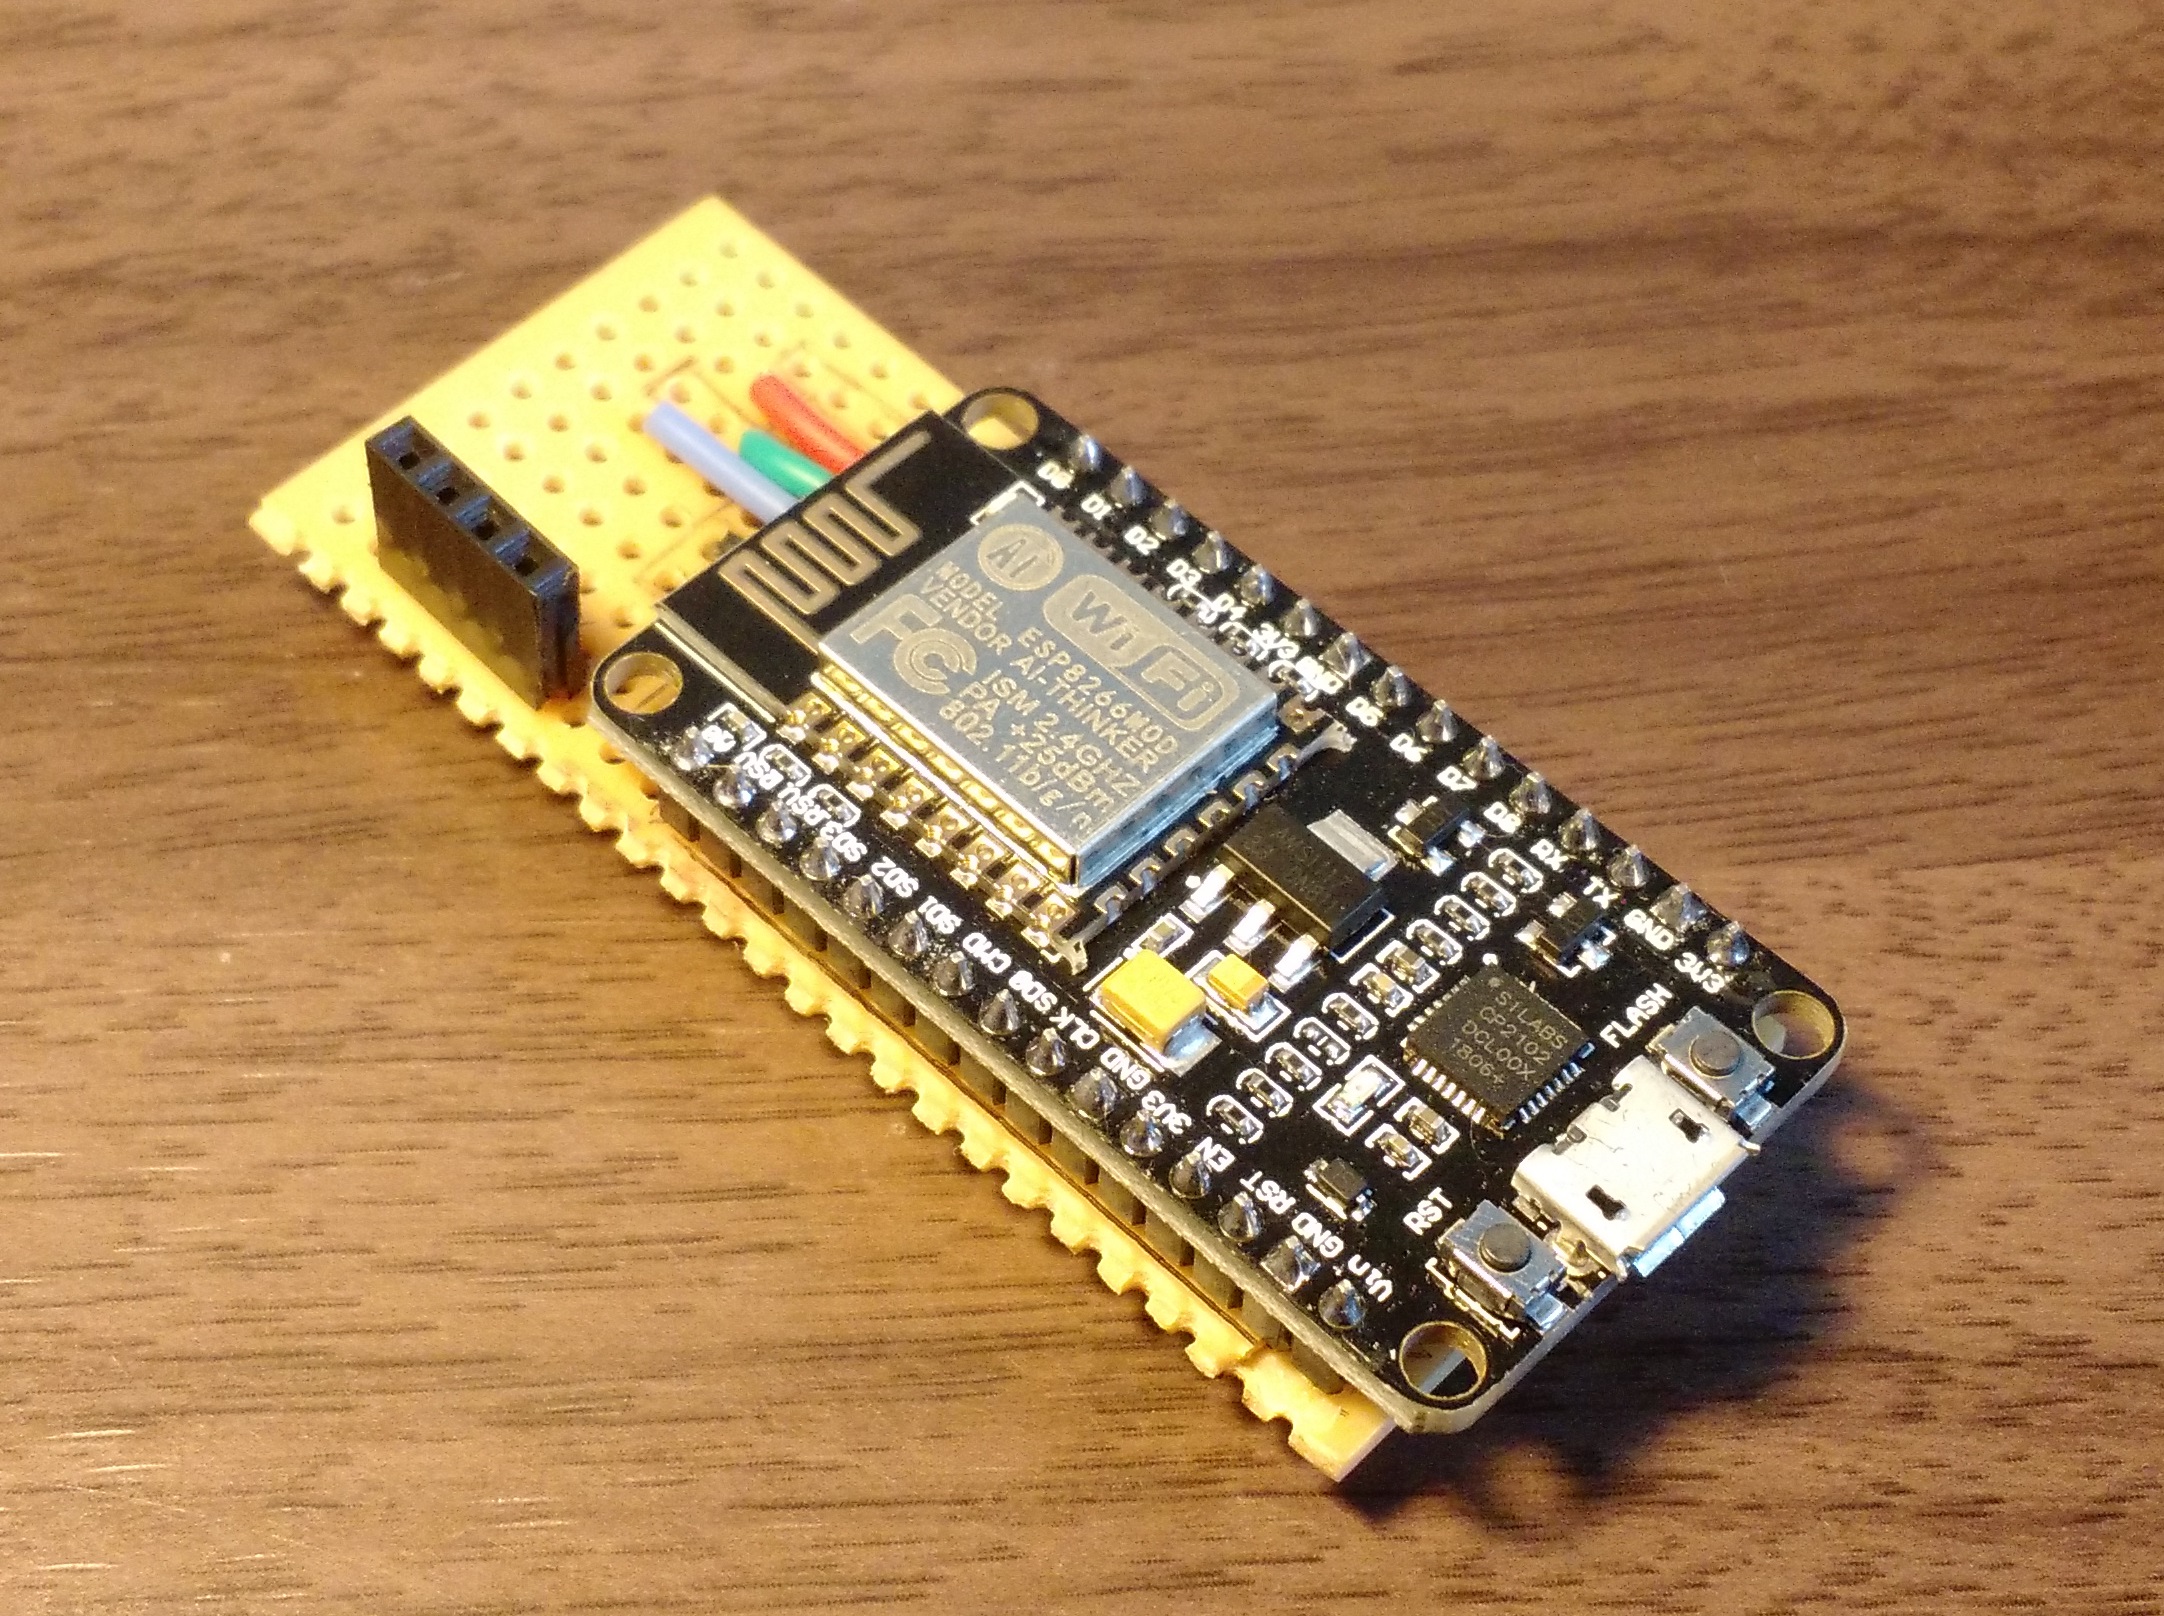 AI
WiFi
MODEL ESP8266MOD
VENDOR AI-THINKER
FC ISM 2.4GHZ
PA +25dBm
802.11b/g/n
D0
D1
D2
D3
D4
3V3
GND
D5
D6
D7
D8
RX
TX
GND
3V3
FLASH
SILABS
CP2102
DCL00X
1806+
RST
A0
RSV
RSV
SD3
SD2
SD1
CMD
SD0
CLK
GND
3V3
EN
RST
GND
Vin